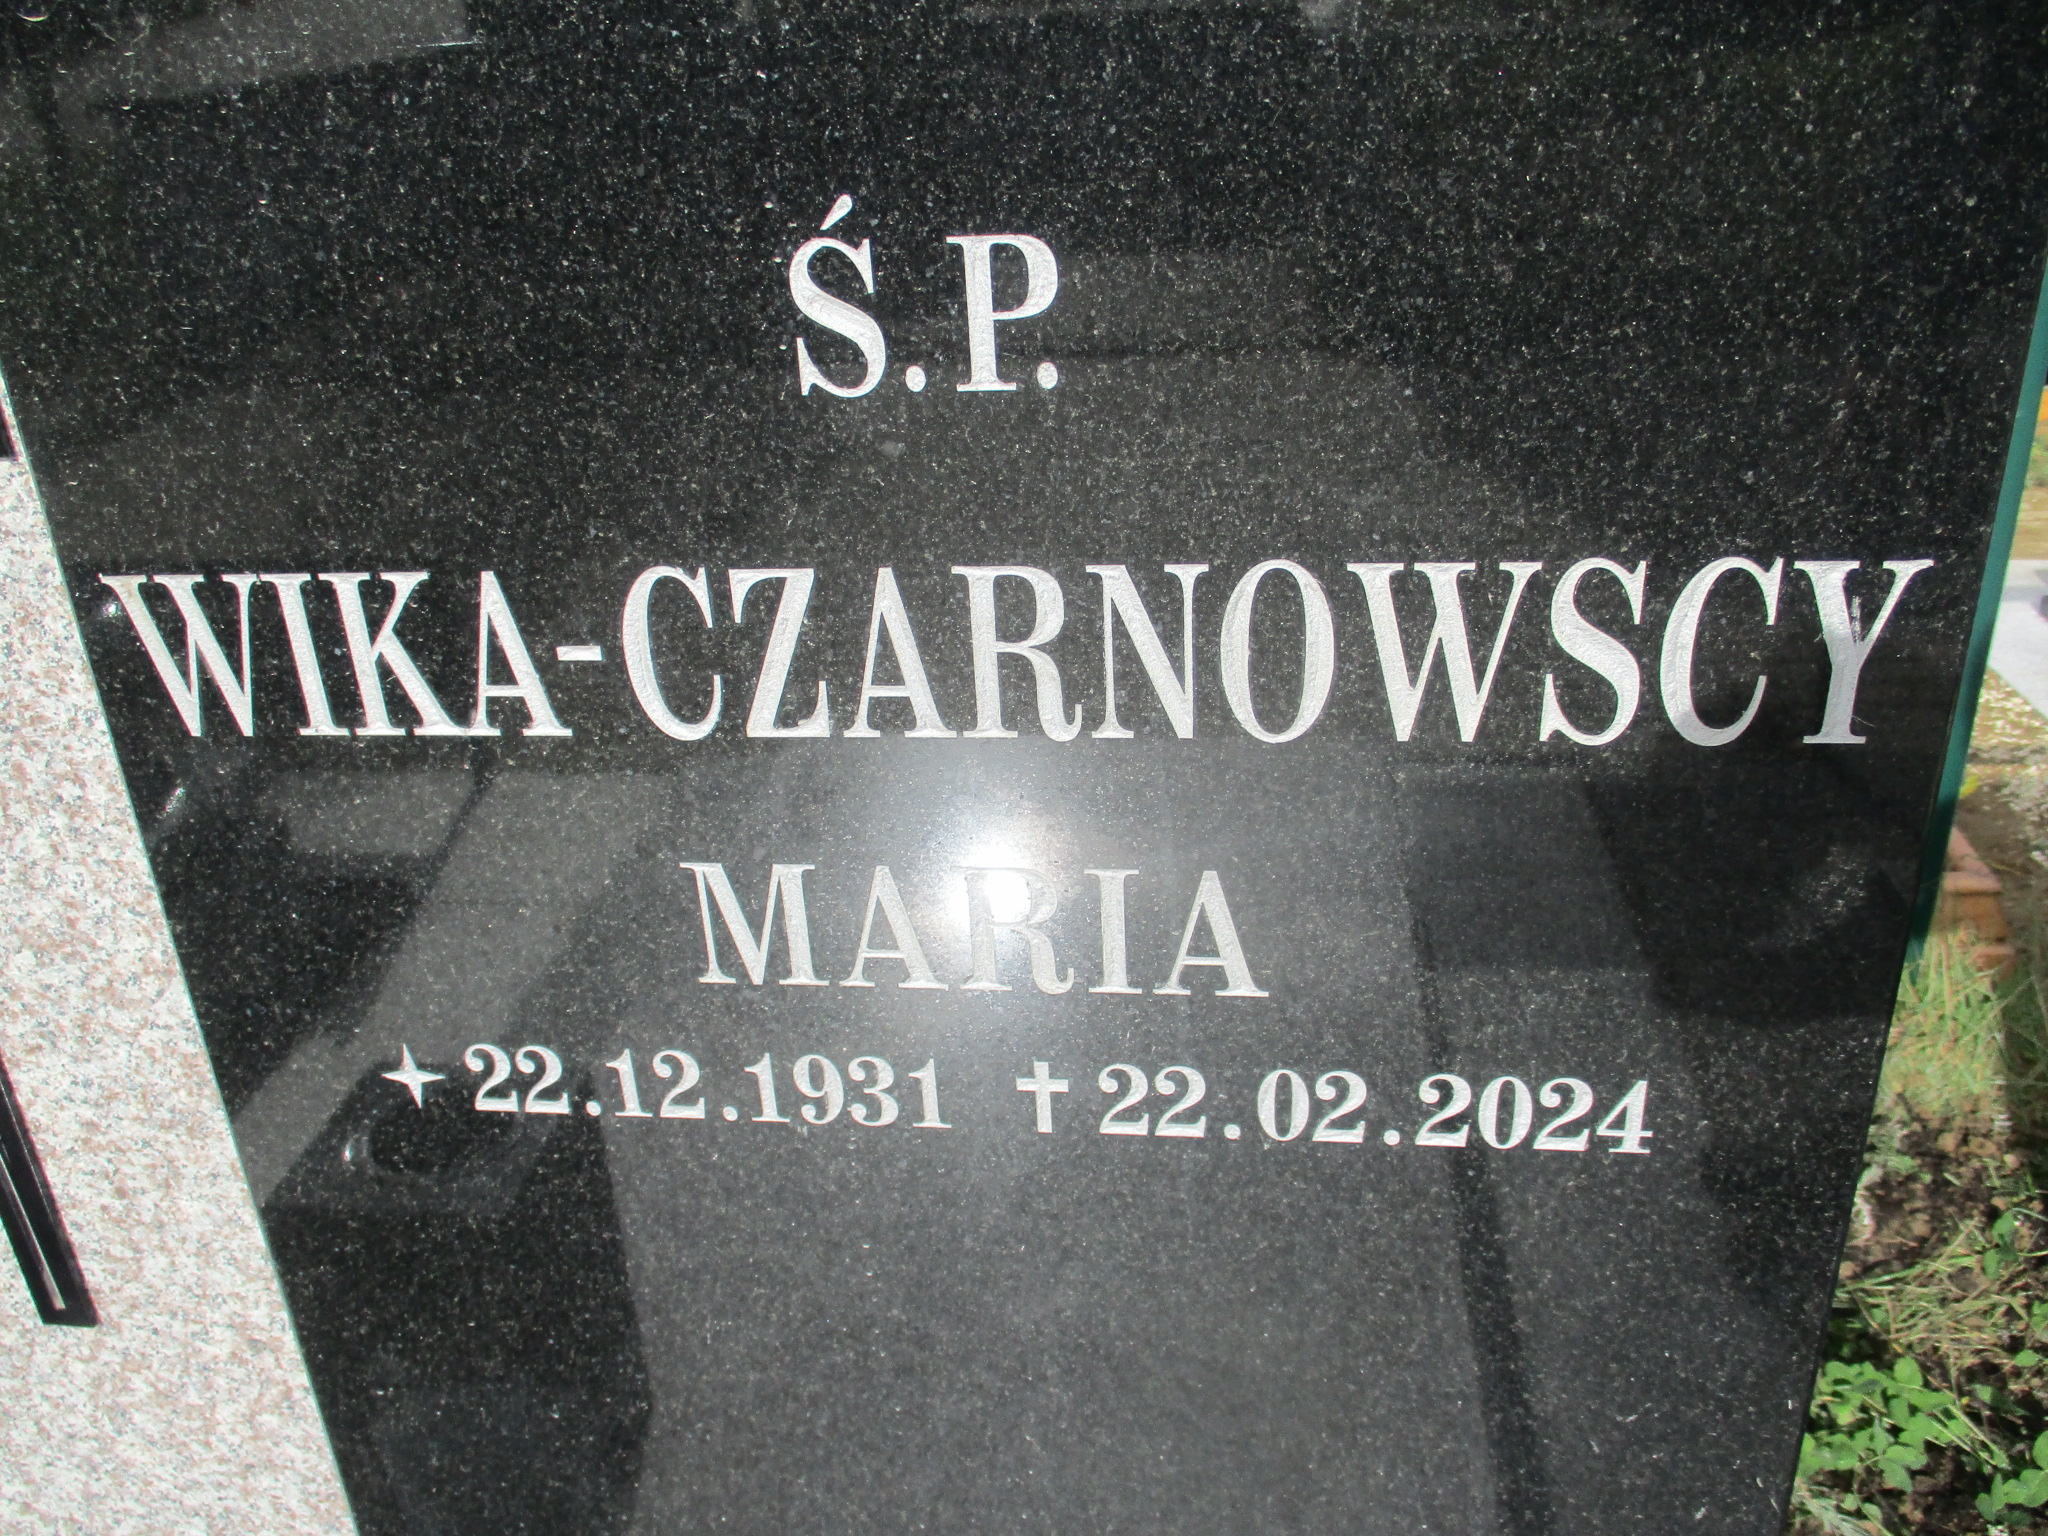 Ś.P.
WIKA-CZARNOWSCY
MARIA
✦22.12.1931 ✝22.02.2024